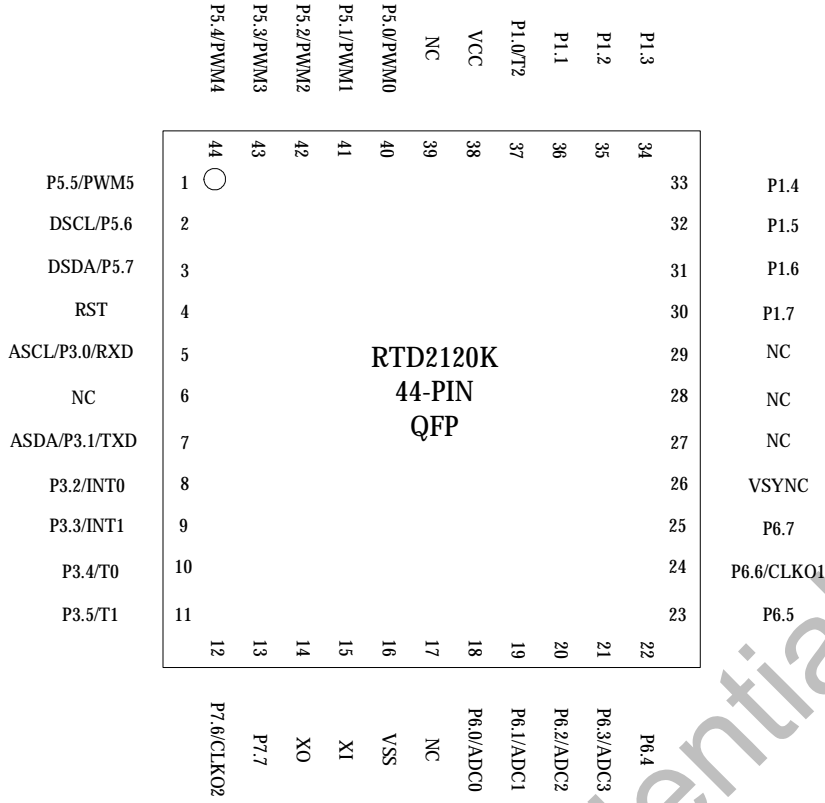 P5.4/PWM4
P5.3/PWM3
P5.2/PWM2
P5.1/PWM1
P5.0/PWM0
NC
VCC
P1.0/T2
P1.1
P1.2
P1.3
44
43
42
41
40
39
38
37
36
35
34
P5.5/PWM5 1 33 P1.4
DSCL/P5.6 2 32 P1.5
DSDA/P5.7 3 31 P1.6
RST 4 30 P1.7
ASCL/P3.0/RXD 5 RTD2120K 29 NC
NC 6 44-PIN 28 NC
QFP
ASDA/P3.1/TXD 7 27 NC
P3.2/INT0 8 26 VSYNC
P3.3/INT1 9 25 P6.7
P3.4/T0 10 24 P6.6/CLKO1
P3.5/T1 11 23 P6.5
12
13
14
15
16
17
18
19
20
21
22
P7.6/CLKO2
P7.7
XO
XI
VSS
NC
P6.0/ADC0
P6.1/ADC1
P6.2/ADC2
P6.3/ADC3
P6.4
ential